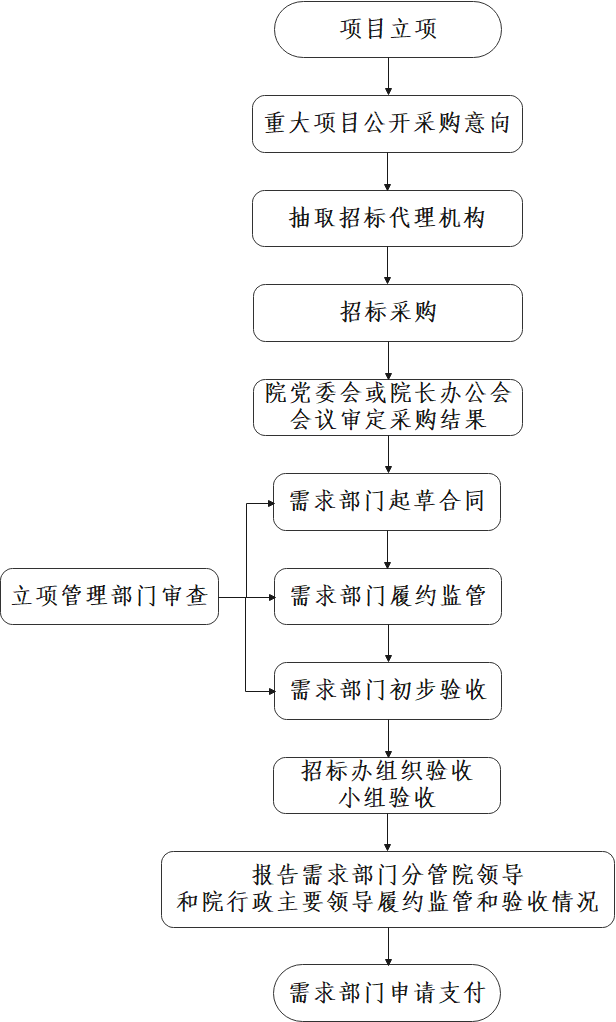 项目立项
重大项目公开采购意向
抽取招标代理机构
招标采购
院党委会或院长办公会
会议审定采购结果
需求部门起草合同
立项管理部门审查
需求部门履约监管
需求部门初步验收
招标办组织验收
小组验收
报告需求部门分管院领导
和院行政主要领导履约监管和验收情况
需求部门申请支付